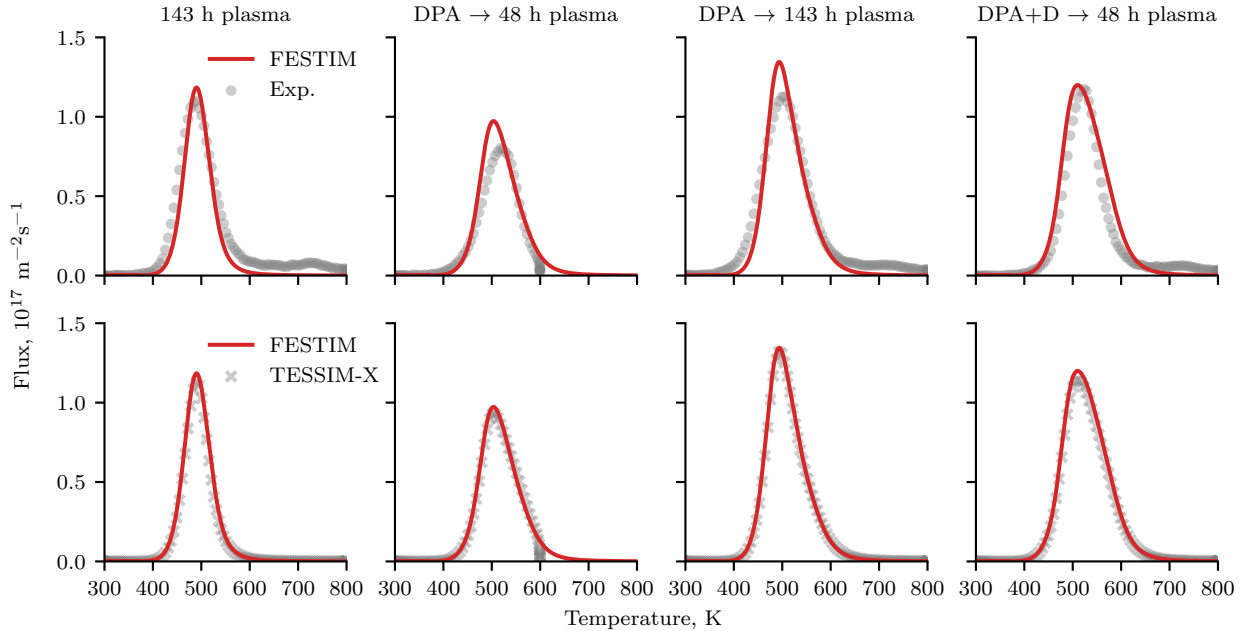 143 h plasma
DPA → 48 h plasma
DPA → 143 h plasma
DPA+D → 48 h plasma
1.5
1.0
0.5
0.0
FESTIM
Exp.
Flux, 10¹⁷ m⁻²s⁻¹
1.5
1.0
0.5
0.0
FESTIM
TESSIM-X
300 400 500 600 700 800
300 400 500 600 700 800
300 400 500 600 700 800
300 400 500 600 700 800
Temperature, K